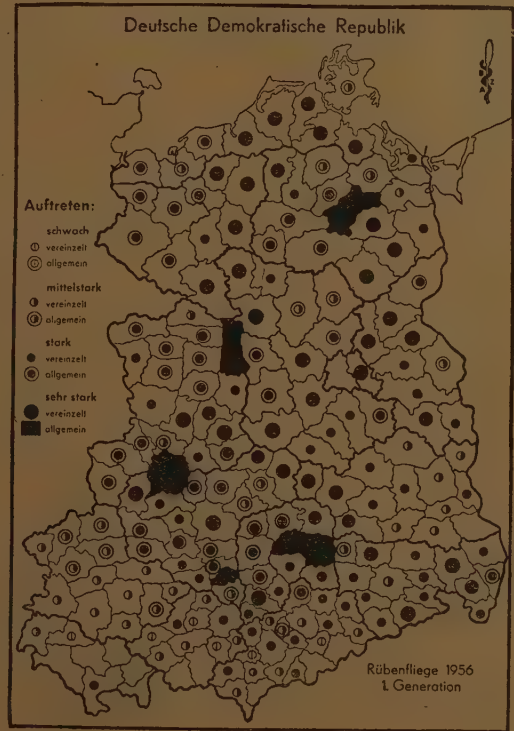 Deutsche Demokratische Republik
Auftreten:
schwach
vereinzelt
allgemein
mittelstark
vereinzelt
allgemein
stark
vereinzelt
allgemein
sehr stark
vereinzelt
allgemein
Rübenfliege 1956
1. Generation